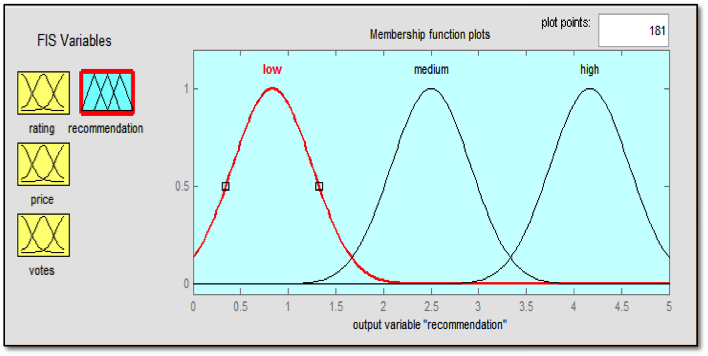 plot points:
181
FIS Variables
Membership function plots
low
medium
high
rating
recommendation
price
votes
1
0.5
0
0
0.5
1
1.5
2
2.5
3
3.5
4
4.5
5
output variable "recommendation"